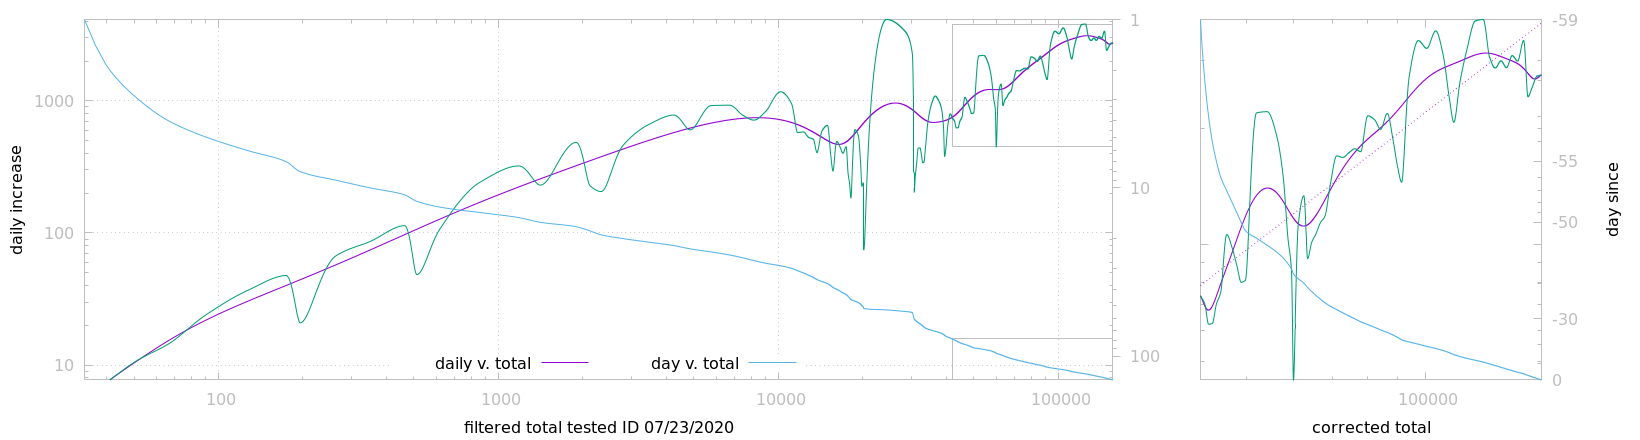 daily increase
1000
100
10
daily v. total
day v. total
100
1000
10000
100000
filtered total tested ID 07/23/2020
1
10
100
100000
corrected total
-59
-55
-50
-30
0
day since